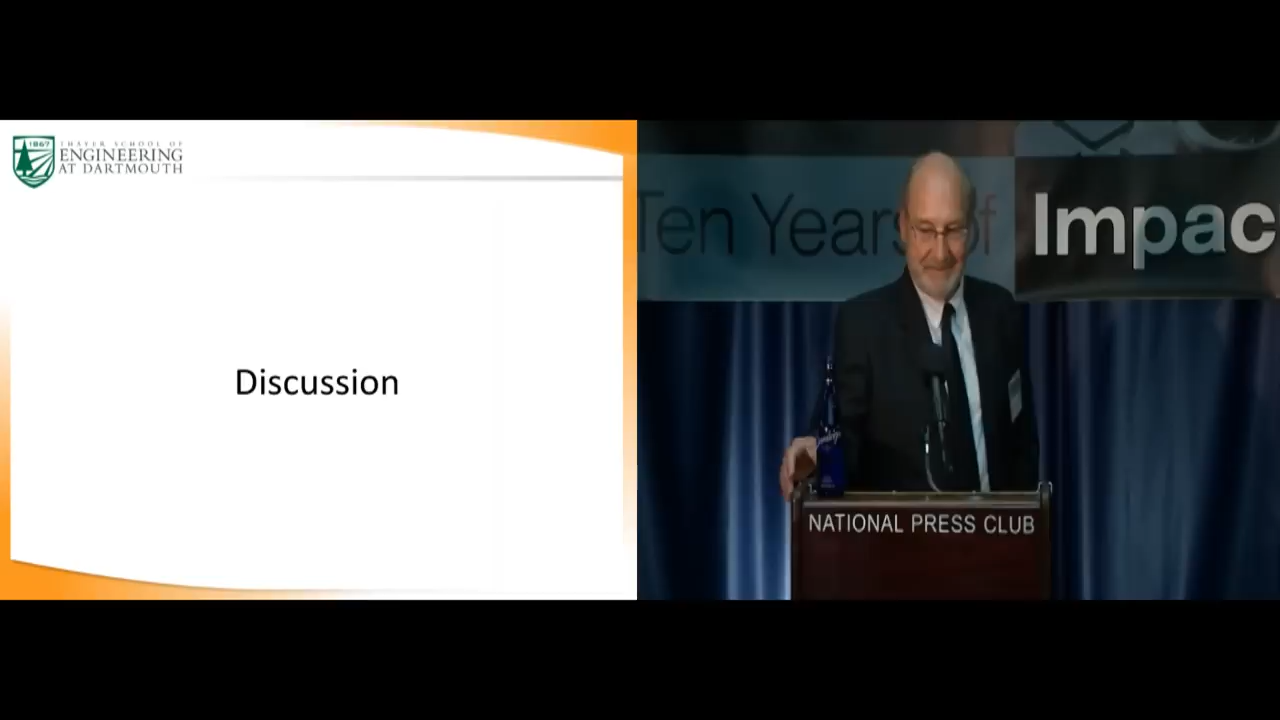 1867
THAYER SCHOOL OF
ENGINEERING
AT DARTMOUTH
Discussion
Ten Years of
Impac
NATIONAL PRESS CLUB